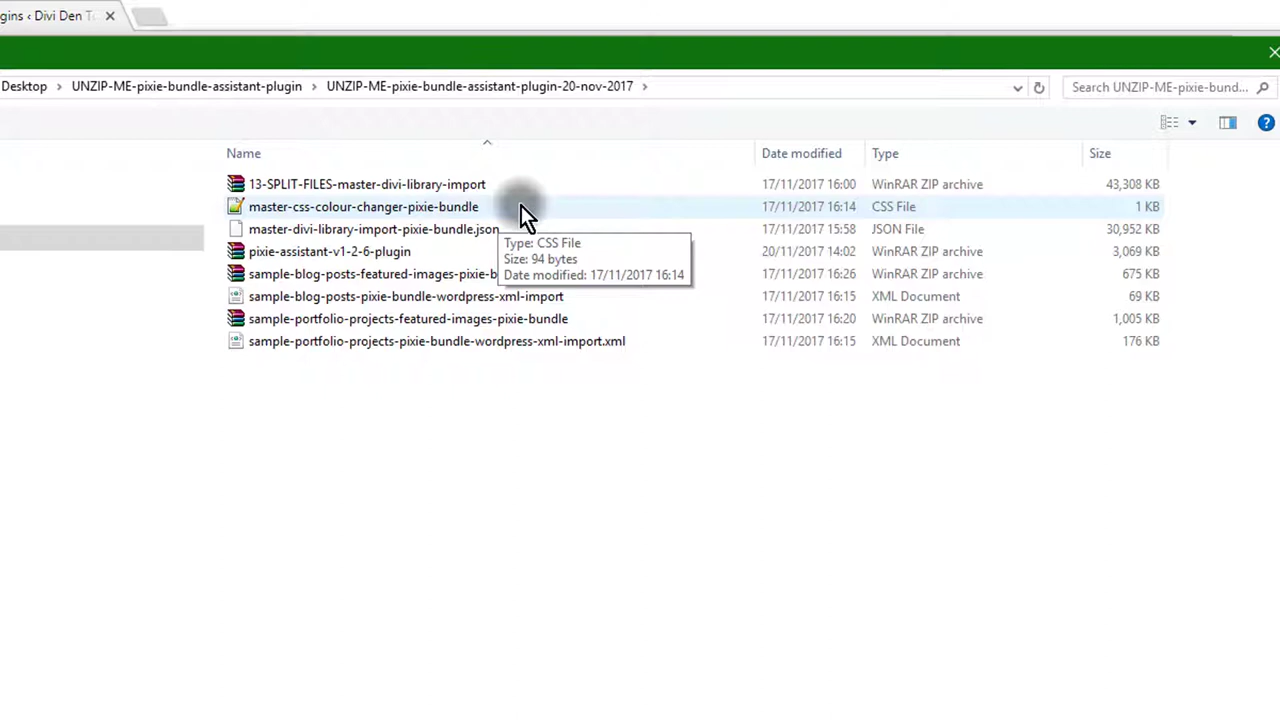 gins ‹ Divi Den T
Desktop > UNZIP-ME-pixie-bundle-assistant-plugin > UNZIP-ME-pixie-bundle-assistant-plugin-20-nov-2017 >
Search UNZIP-ME-pixie-bund...
Name Date modified Type Size
13-SPLIT-FILES-master-divi-library-import 17/11/2017 16:00 WinRAR ZIP archive 43,308 KB
master-css-colour-changer-pixie-bundle 17/11/2017 16:14 CSS File 1 KB
master-divi-library-import-pixie-bundle.json 17/11/2017 15:58 JSON File 30,952 KB
pixie-assistant-v1-2-6-plugin 20/11/2017 14:02 WinRAR ZIP archive 3,069 KB
sample-blog-posts-featured-images-pixie-b 17/11/2017 16:26 WinRAR ZIP archive 675 KB
sample-blog-posts-pixie-bundle-wordpress-xml-import 17/11/2017 16:15 XML Document 69 KB
sample-portfolio-projects-featured-images-pixie-bundle 17/11/2017 16:20 WinRAR ZIP archive 1,005 KB
sample-portfolio-projects-pixie-bundle-wordpress-xml-import.xml 17/11/2017 16:15 XML Document 176 KB
Type: CSS File
Size: 94 bytes
Date modified: 17/11/2017 16:14